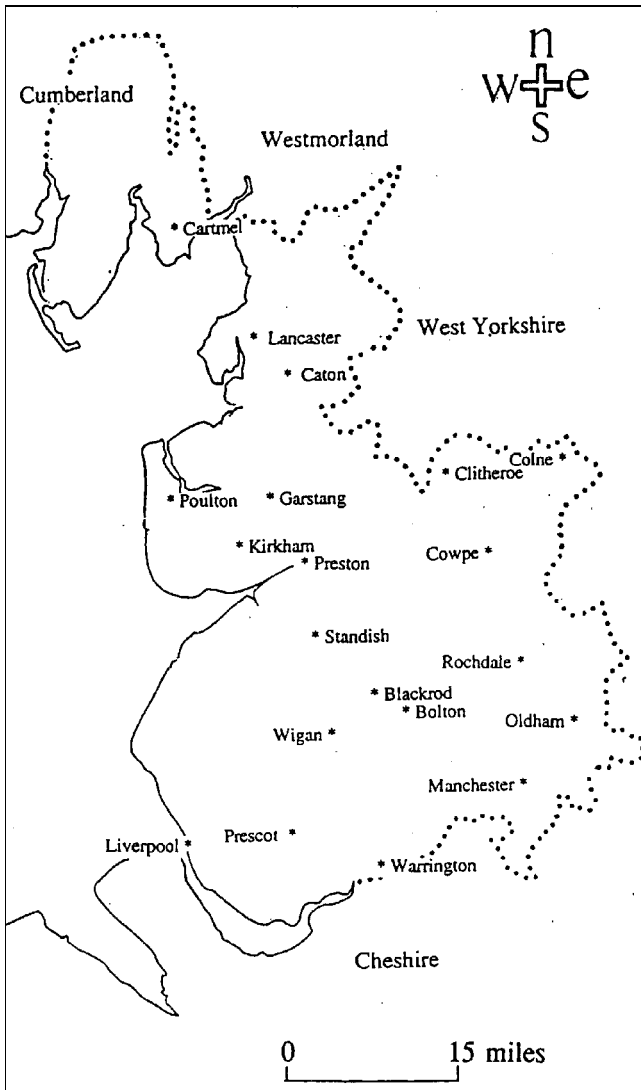 n
Cumberland
w e
s
Westmorland
* Cartmel
West Yorkshire
* Lancaster
* Caton
Colne *
* Clitheroe
* Poulton
* Garstang
* Kirkham
Cowpe *
* Preston
* Standish
Rochdale *
* Blackrod
* Bolton
Oldham *
Wigan *
Manchester *
Prescot *
Liverpool *
* Warrington
Cheshire
0 15 miles